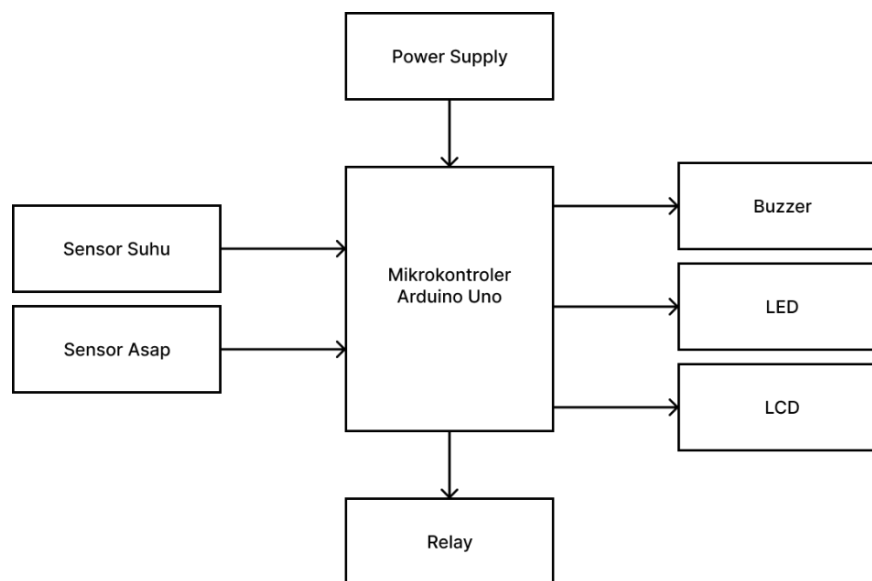 Power Supply
Sensor Suhu
Sensor Asap
Mikrokontroler
Arduino Uno
Buzzer
LED
LCD
Relay